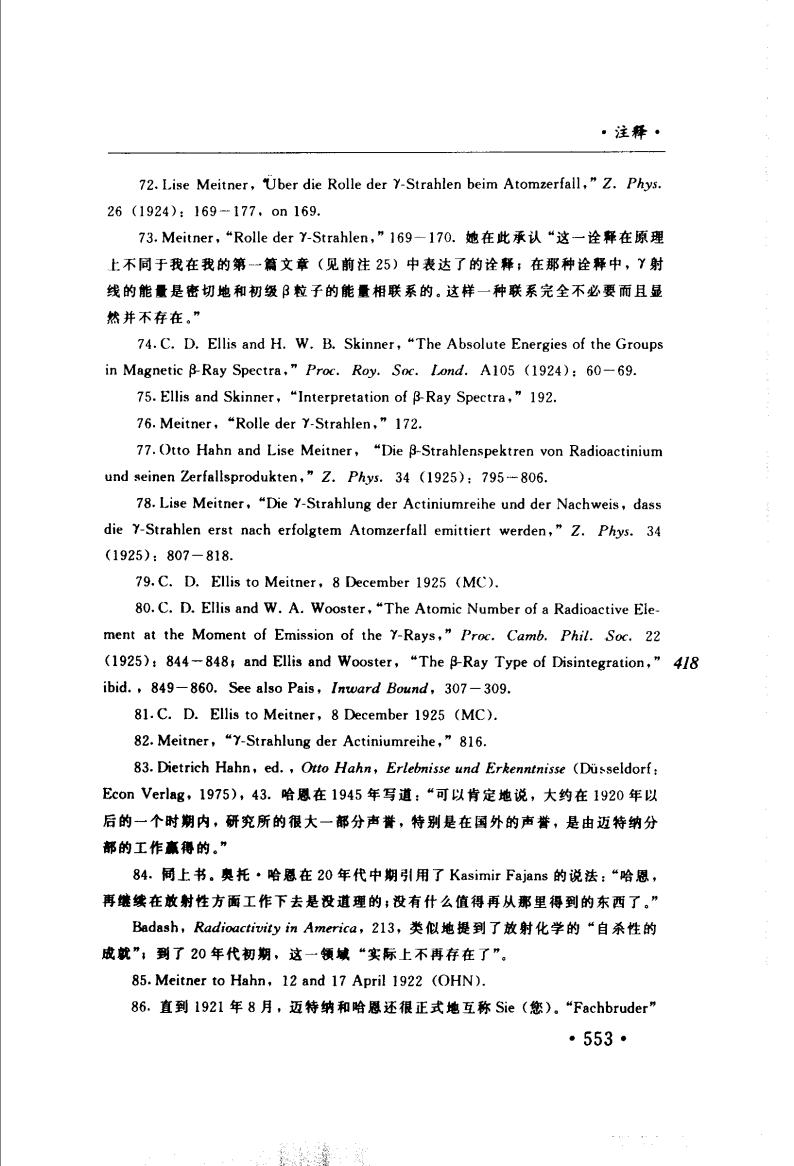 ·注释·
72. Lise Meitner, “Über die Rolle der γ-Strahlen beim Atomzerfall,” Z. Phys.
26 (1924): 169-177, on 169.
73. Meitner, “Rolle der γ-Strahlen,” 169-170. 她在此承认“这一诠释在原理
上不同于我在我的第一篇文章（见前注 25）中表达了的诠释；在那种诠释中，γ射
线的能量是密切地和初级β粒子的能量相联系的。这样一种联系完全不必要而且显
然并不存在。”
74. C. D. Ellis and H. W. B. Skinner, “The Absolute Energies of the Groups
in Magnetic β-Ray Spectra,” Proc. Roy. Soc. Lond. A105 (1924): 60-69.
75. Ellis and Skinner, “Interpretation of β-Ray Spectra,” 192.
76. Meitner, “Rolle der γ-Strahlen,” 172.
77. Otto Hahn and Lise Meitner, “Die β-Strahlenspektren von Radioactinium
und seinen Zerfallsprodukten,” Z. Phys. 34 (1925): 795-806.
78. Lise Meitner, “Die γ-Strahlung der Actiniumreihe und der Nachweis, dass
die γ-Strahlen erst nach erfolgtem Atomzerfall emittiert werden,” Z. Phys. 34
(1925): 807-818.
79. C. D. Ellis to Meitner, 8 December 1925 (MC).
80. C. D. Ellis and W. A. Wooster, “The Atomic Number of a Radioactive Ele-
ment at the Moment of Emission of the γ-Rays,” Proc. Camb. Phil. Soc. 22
(1925): 844-848; and Ellis and Wooster, “The β-Ray Type of Disintegration,” 418
ibid., 849-860. See also Pais, Inward Bound, 307-309.
81. C. D. Ellis to Meitner, 8 December 1925 (MC).
82. Meitner, “γ-Strahlung der Actiniumreihe,” 816.
83. Dietrich Hahn, ed., Otto Hahn, Erlebnisse und Erkenntnisse (Düsseldorf:
Econ Verlag, 1975), 43. 哈恩在 1945 年写道：“可以肯定地说，大约在 1920 年以
后的一个时期内，研究所的很大一部分声誉，特别是在国外的声誉，是由迈特纳分
部的工作赢得的。”
84. 同上书。奥托·哈恩在 20 年代中期引用了 Kasimir Fajans 的说法：“哈恩，
再继续在放射性方面工作下去是没道理的；没有什么值得再从那里得到的东西了。”
Badash, Radioactivity in America, 213, 类似地提到了放射化学的“自杀性的
成就”；到了 20 年代初期，这一领域“实际上不再存在了”。
85. Meitner to Hahn, 12 and 17 April 1922 (OHN).
86. 直到 1921 年 8 月，迈特纳和哈恩还很正式地互称 Sie（您）。“Fachbruder”
·553·